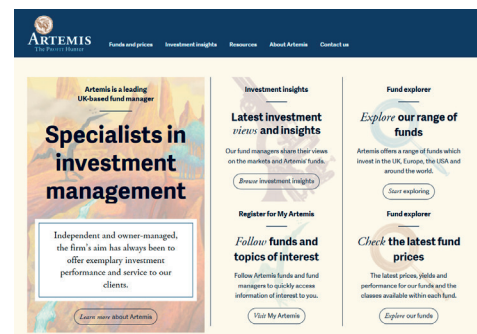 ARTEMIS
The PROFIT Hunter
Funds and prices
Investment insights
Resources
About Artemis
Contact us
Artemis is a leading
UK-based fund manager
Specialists in
investment
management
Independent and owner-managed,
the firm's aim has always been to
offer exemplary investment
performance and service to our
clients.
Learn more about Artemis
Investment insights
Latest investment
views and insights
Our fund managers share their views
on the markets and Artemis' funds.
Browse investment insights
Fund explorer
Explore our range of
funds
Artemis offers a range of funds which
invest in the UK, Europe, the USA and
around the world.
Start exploring
Register for My Artemis
Follow funds and
topics of interest
Follow Artemis funds and fund
managers to quickly access
information of interest to you.
Visit My Artemis
Fund explorer
Check the latest fund
prices
The latest prices, yields and
performance for our funds and the
classes available within each fund.
Explore our funds